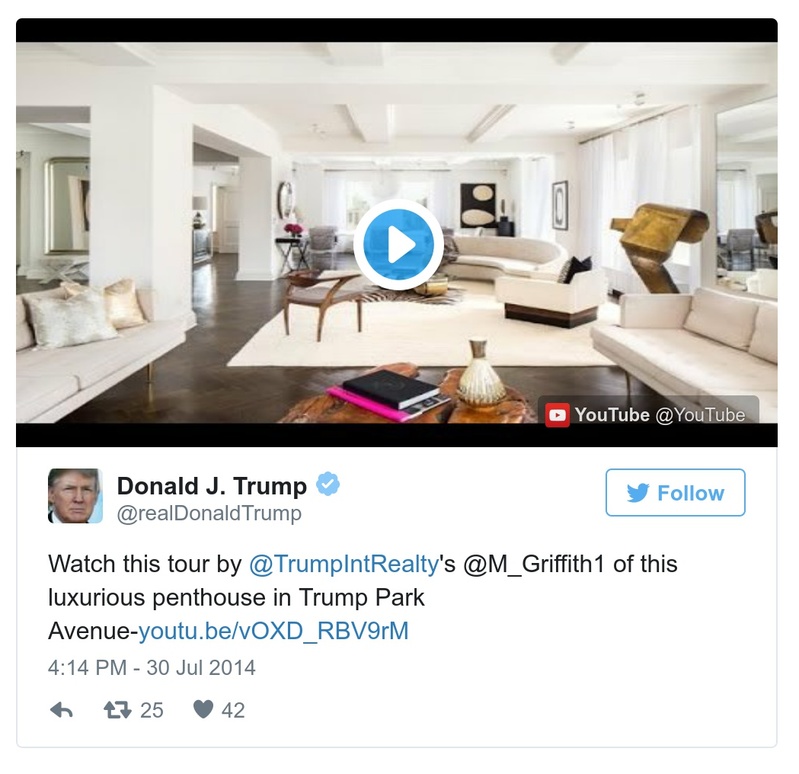 YouTube @YouTube
Donald J. Trump
Follow
@realDonaldTrump
Watch this tour by @TrumpIntRealty's @M_Griffith1 of this
luxurious penthouse in Trump Park
Avenue-youtu.be/vOXD_RBV9rM
4:14 PM - 30 Jul 2014
25 42